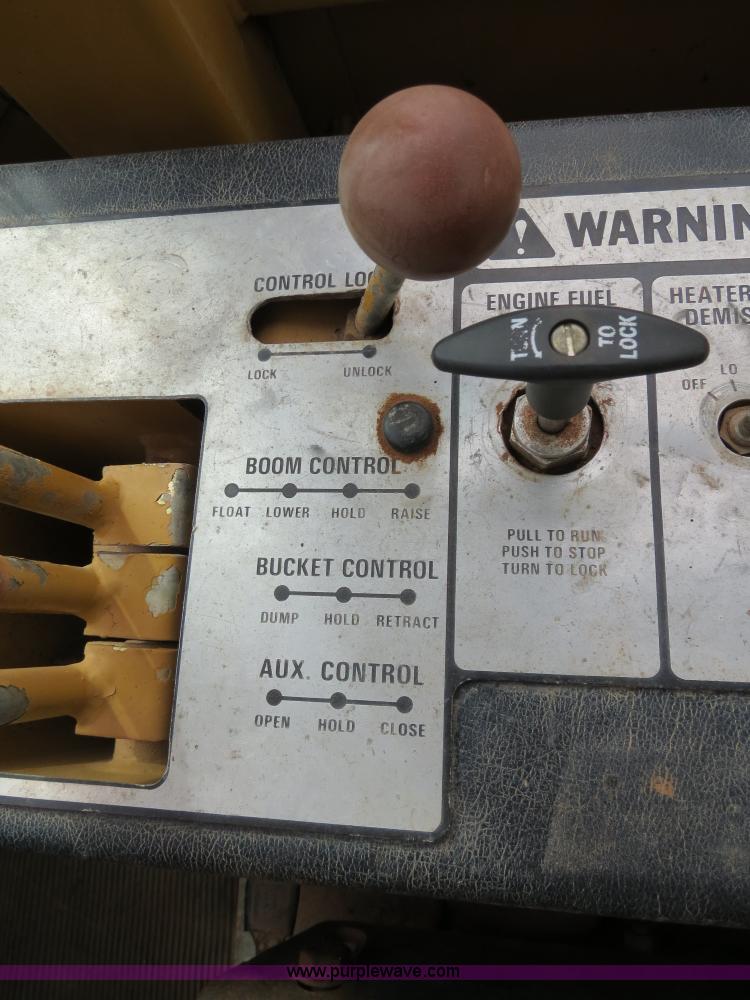 WARNIN
CONTROL LO
LOCK UNLOCK
ENGINE FUEL
TO LOCK
PULL TO RUN
PUSH TO STOP
TURN TO LOCK
HEATER
DEMIS
LO
OFF
BOOM CONTROL
FLOAT LOWER HOLD RAISE
BUCKET CONTROL
DUMP HOLD RETRACT
AUX. CONTROL
OPEN HOLD CLOSE
www.purplewave.com